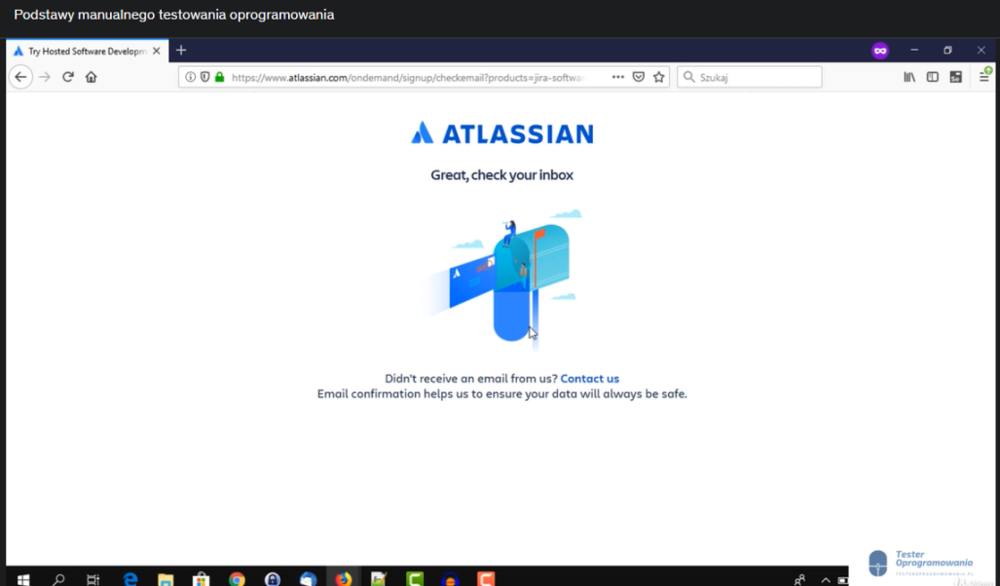 Podstawy manualnego testowania oprogramowania
Try Hosted Software Developm
https://www.atlassian.com/ondemand/signup/checkemail?products=jira-softwa
Szukaj
ATLASSIAN
Great, check your inbox
Didn't receive an email from us? Contact us
Email confirmation helps us to ensure your data will always be safe.
Tester
Oprogramowania
TESTEROPROGRAMOWANIA.PL